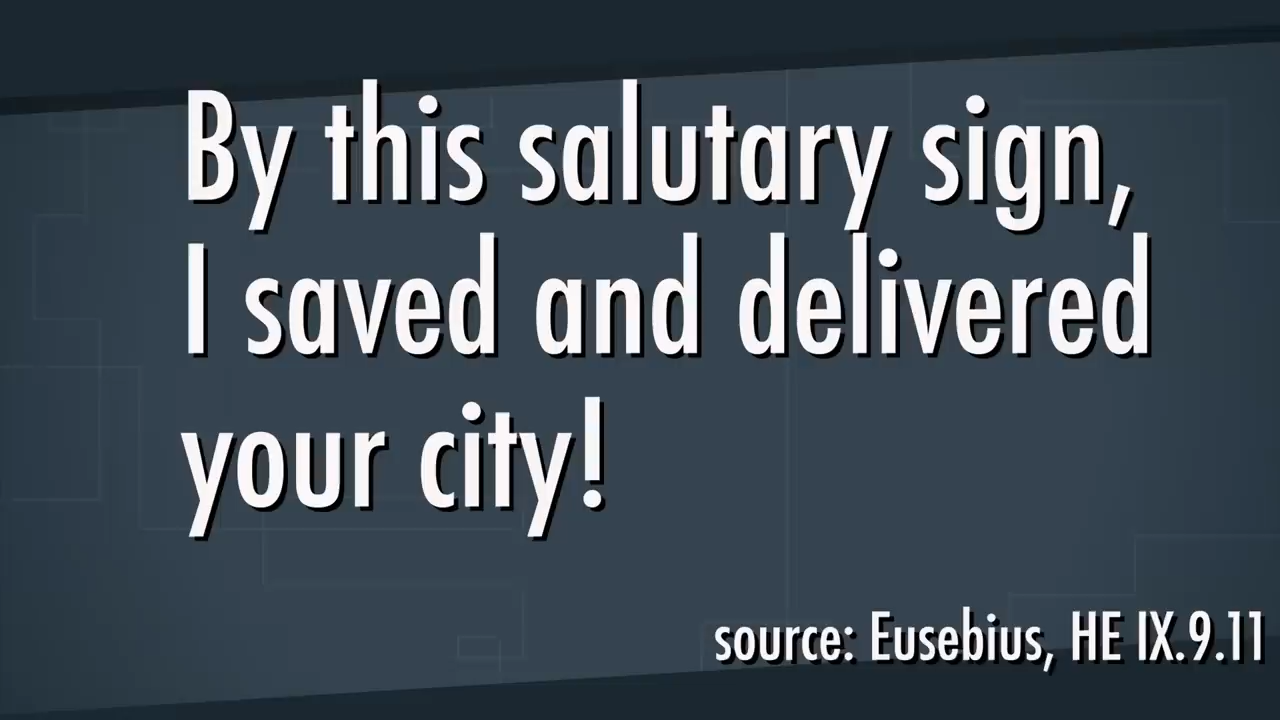 By this salutary sign,
I saved and delivered
your city!
source: Eusebius, HE IX.9.11